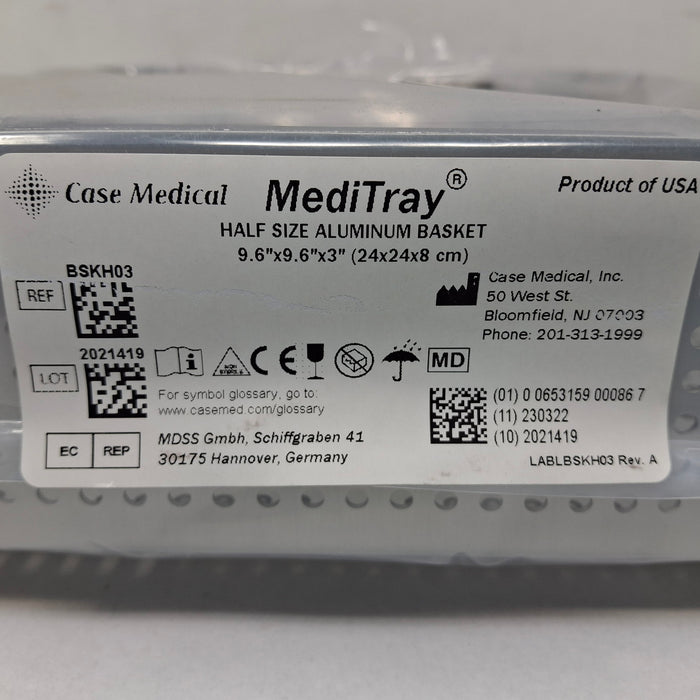 Case Medical MediTray® Product of USA
HALF SIZE ALUMINUM BASKET
9.6"x9.6"x3" (24x24x8 cm)
BSKH03
REF
Case Medical, Inc.
50 West St.
Bloomfield, NJ 07003
Phone: 201-313-1999
2021419
LOT
NON
STERILE
CE
MD
For symbol glossary, go to:
www.casemed.com/glossary
(01) 0 0653159 00086 7
(11) 230322
(10) 2021419
EC REP
MDSS Gmbh, Schiffgraben 41
30175 Hannover, Germany
LABLBSKH03 Rev. A